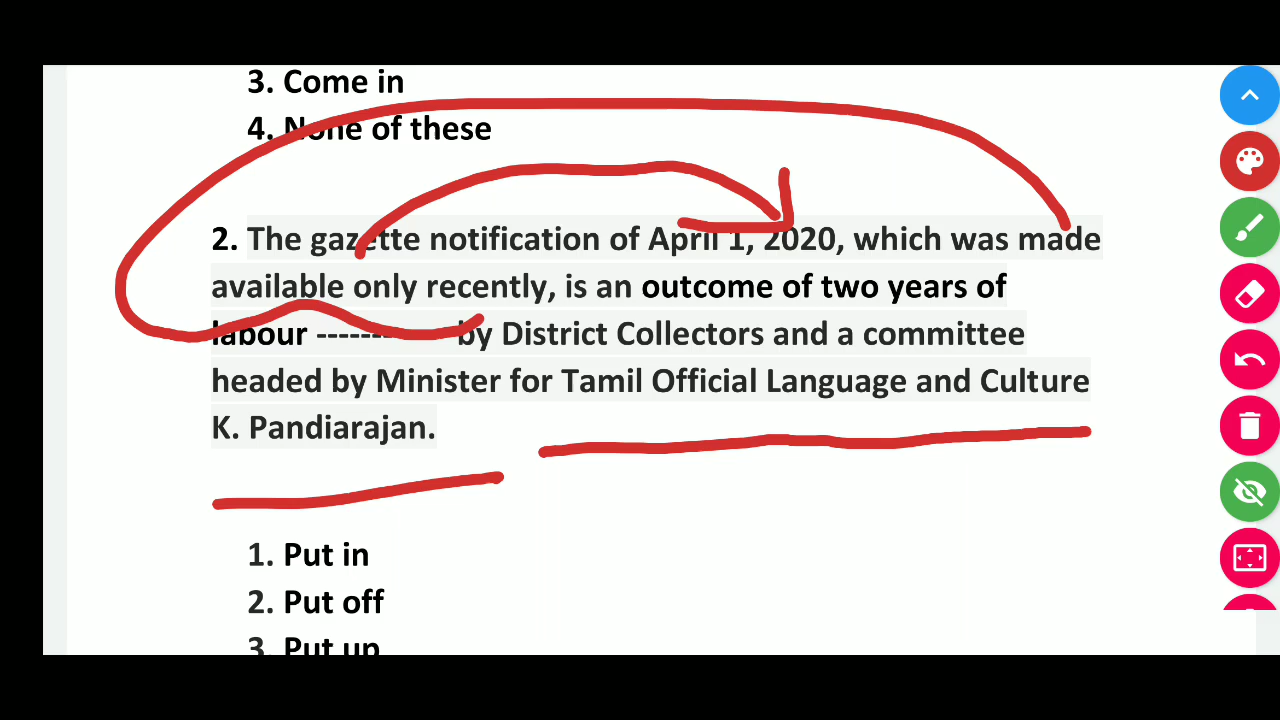 3. Come in
4. None of these
2. The gazette notification of April 1, 2020, which was made
available only recently, is an outcome of two years of
labour ----------- by District Collectors and a committee
headed by Minister for Tamil Official Language and Culture
K. Pandiarajan.
1. Put in
2. Put off
3. Put up